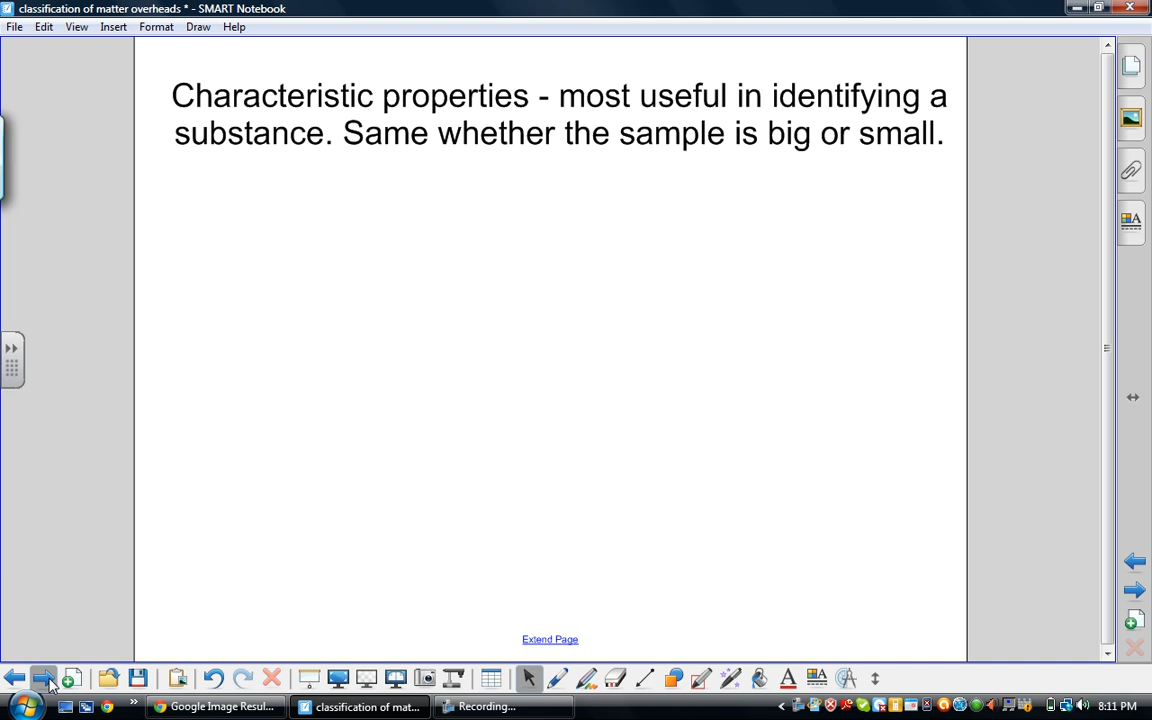 classification of matter overheads * - SMART Notebook
File Edit View Insert Format Draw Help
Characteristic properties - most useful in identifying a
substance. Same whether the sample is big or small.
Extend Page
Google Image Resul...
classification of mat...
Recording...
8:11 PM